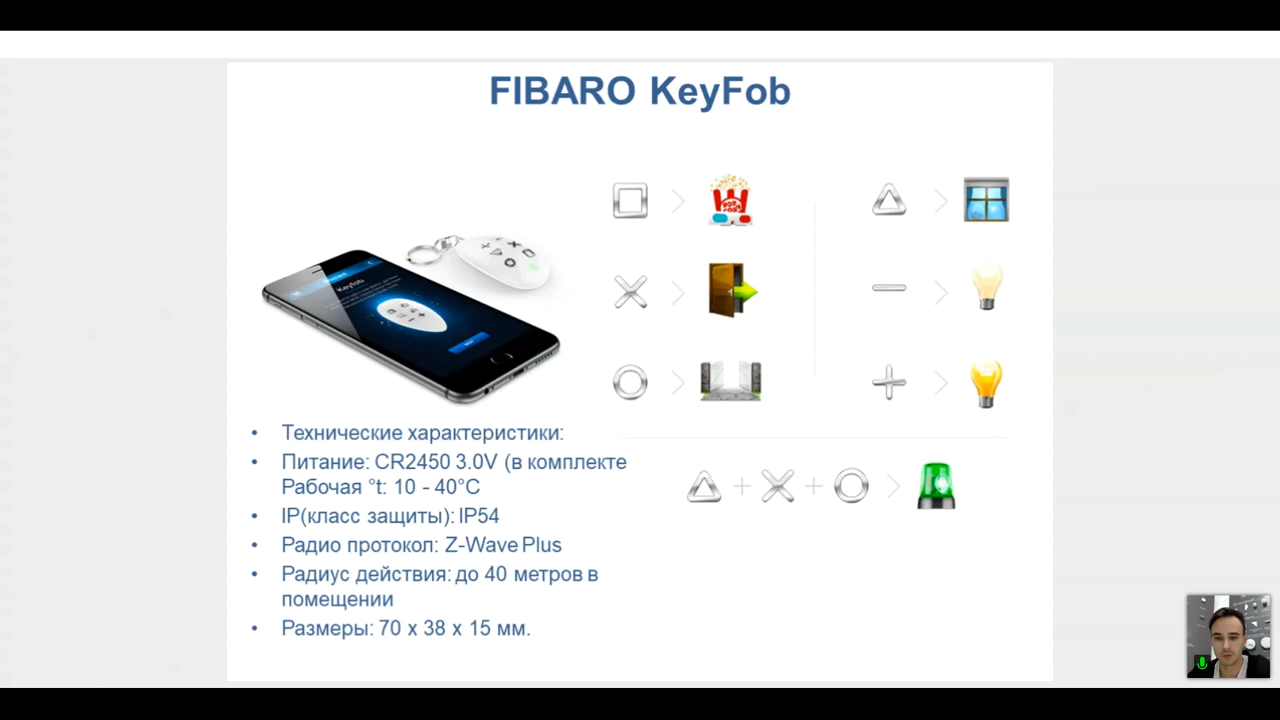 FIBARO KeyFob
Keyfob
• Технические характеристики:
• Питание: CR2450 3.0V (в комплекте
Рабочая °t: 10 - 40°C
• IP(класс защиты): IP54
• Радио протокол: Z-Wave Plus
• Радиус действия: до 40 метров в
помещении
• Размеры: 70 x 38 x 15 мм.